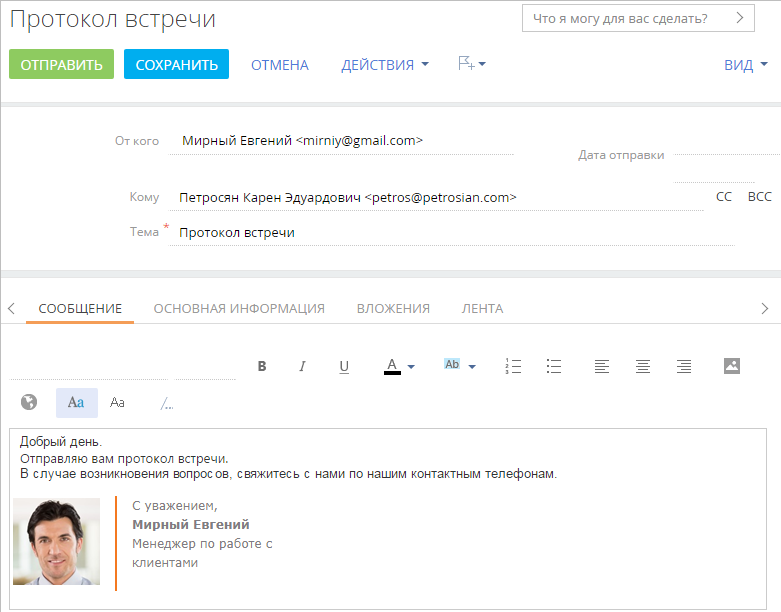 Протокол встречи
Что я могу для вас сделать?
ОТПРАВИТЬ СОХРАНИТЬ ОТМЕНА ДЕЙСТВИЯ ВИД
От кого Мирный Евгений <mirniy@gmail.com>
Дата отправки
Кому Петросян Карен Эдуардович <petros@petrosian.com> CC BCC
Тема * Протокол встречи
СООБЩЕНИЕ ОСНОВНАЯ ИНФОРМАЦИЯ ВЛОЖЕНИЯ ЛЕНТА
B I U A Ab
Aa Aa /...
Добрый день.
Отправляю вам протокол встречи.
В случае возникновения вопросов, свяжитесь с нами по нашим контактным телефонам.
С уважением,
Мирный Евгений
Менеджер по работе с
клиентами